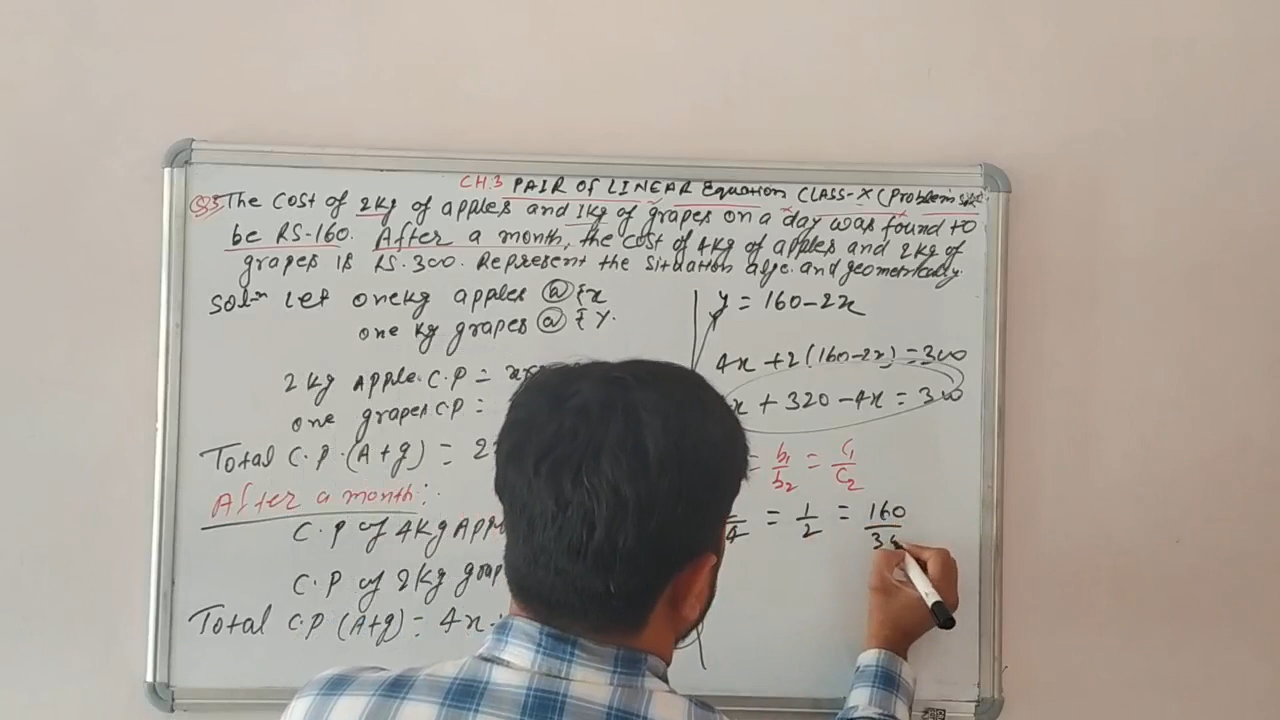 CH.3 PAIR OF LINEAR Equation CLASS-X (Problem
Q3 The cost of 2kg of apples and 1kg of grapes on a day was found to
be RS-160. After a month, the cost of 4kg of apples and 2kg of
grapes is RS.300. Represent the situation alge. and geometrically.
Soln Let one kg apples @ ₹x
one kg grapes @ ₹ y.
2 kg Apple C.P =
one grapes CP =
Total C.P. (A+g) = 2
After a month:
C.P of 4kg App
C.P of 2kg grap
Total C.P (A+g) = 4x
y = 160-2x
4x + 2(160-2x) = 300
x + 320 - 4x = 300
= b1/b2 = c1/c2
/4 = 1/2 = 160/30